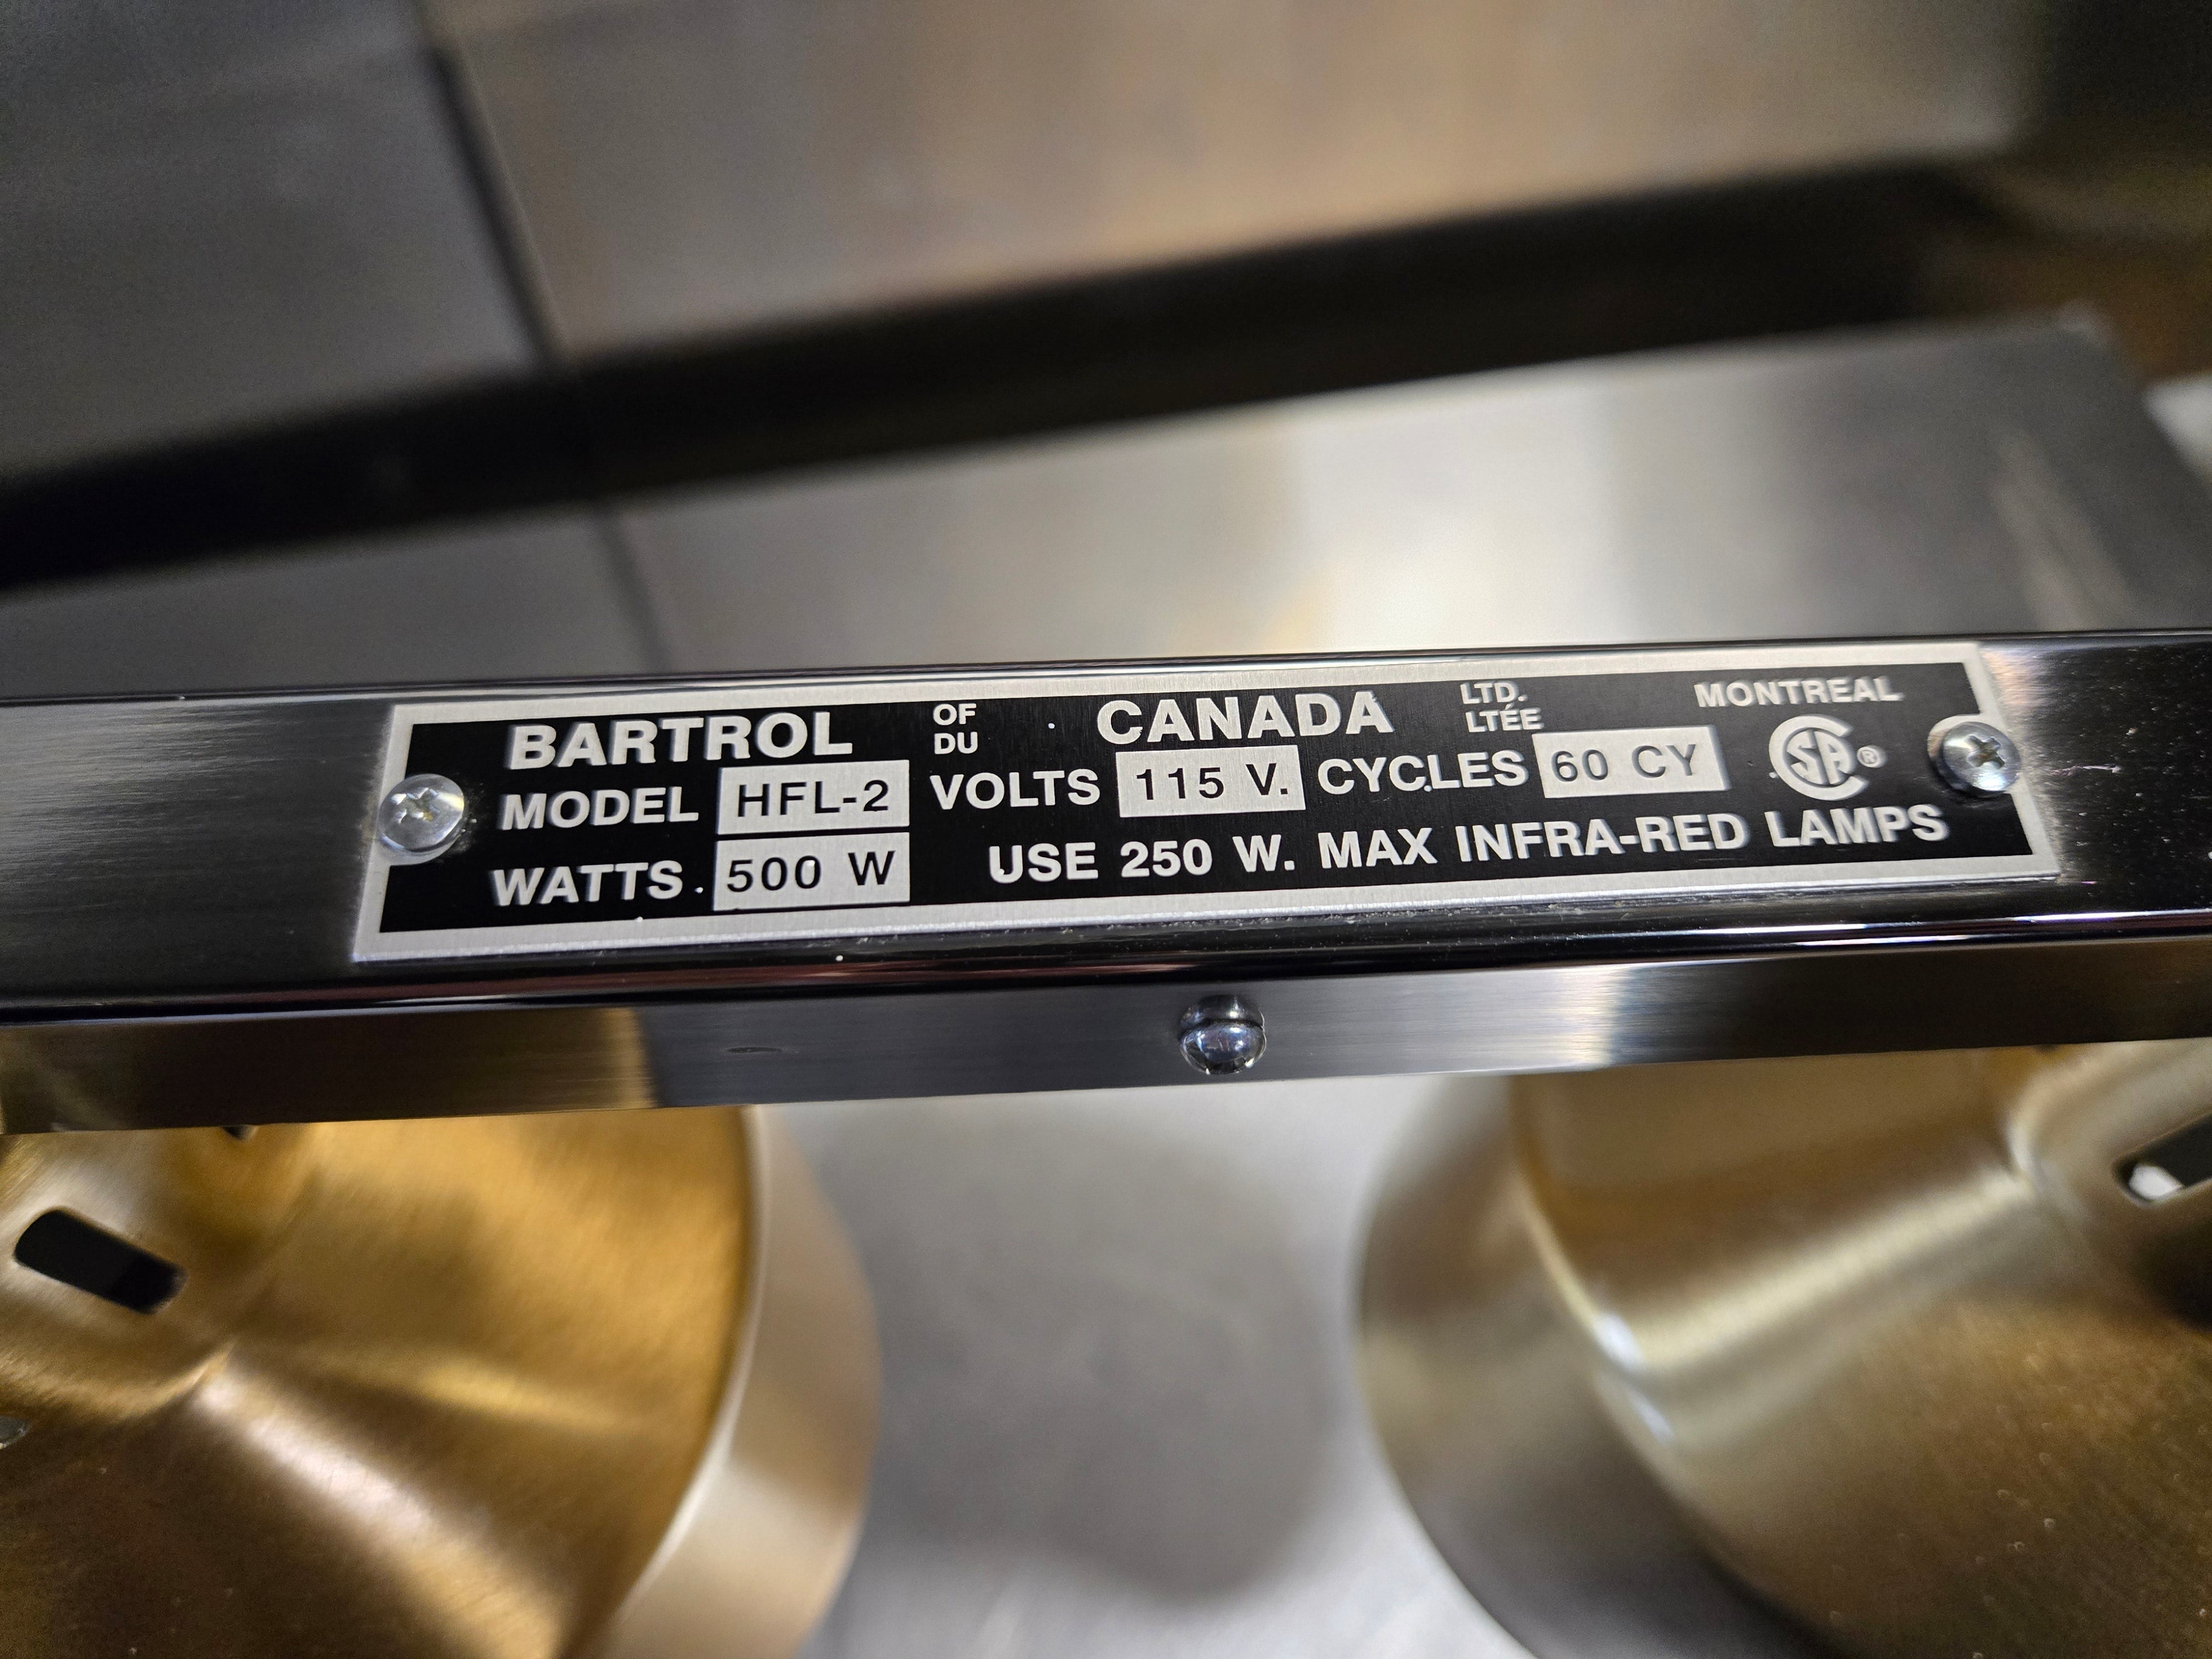 BARTROL OF DU CANADA LTD. LTÉE MONTREAL
MODEL HFL-2 VOLTS 115 V. CYCLES 60 CY SA ®
WATTS 500 W USE 250 W. MAX INFRA-RED LAMPS